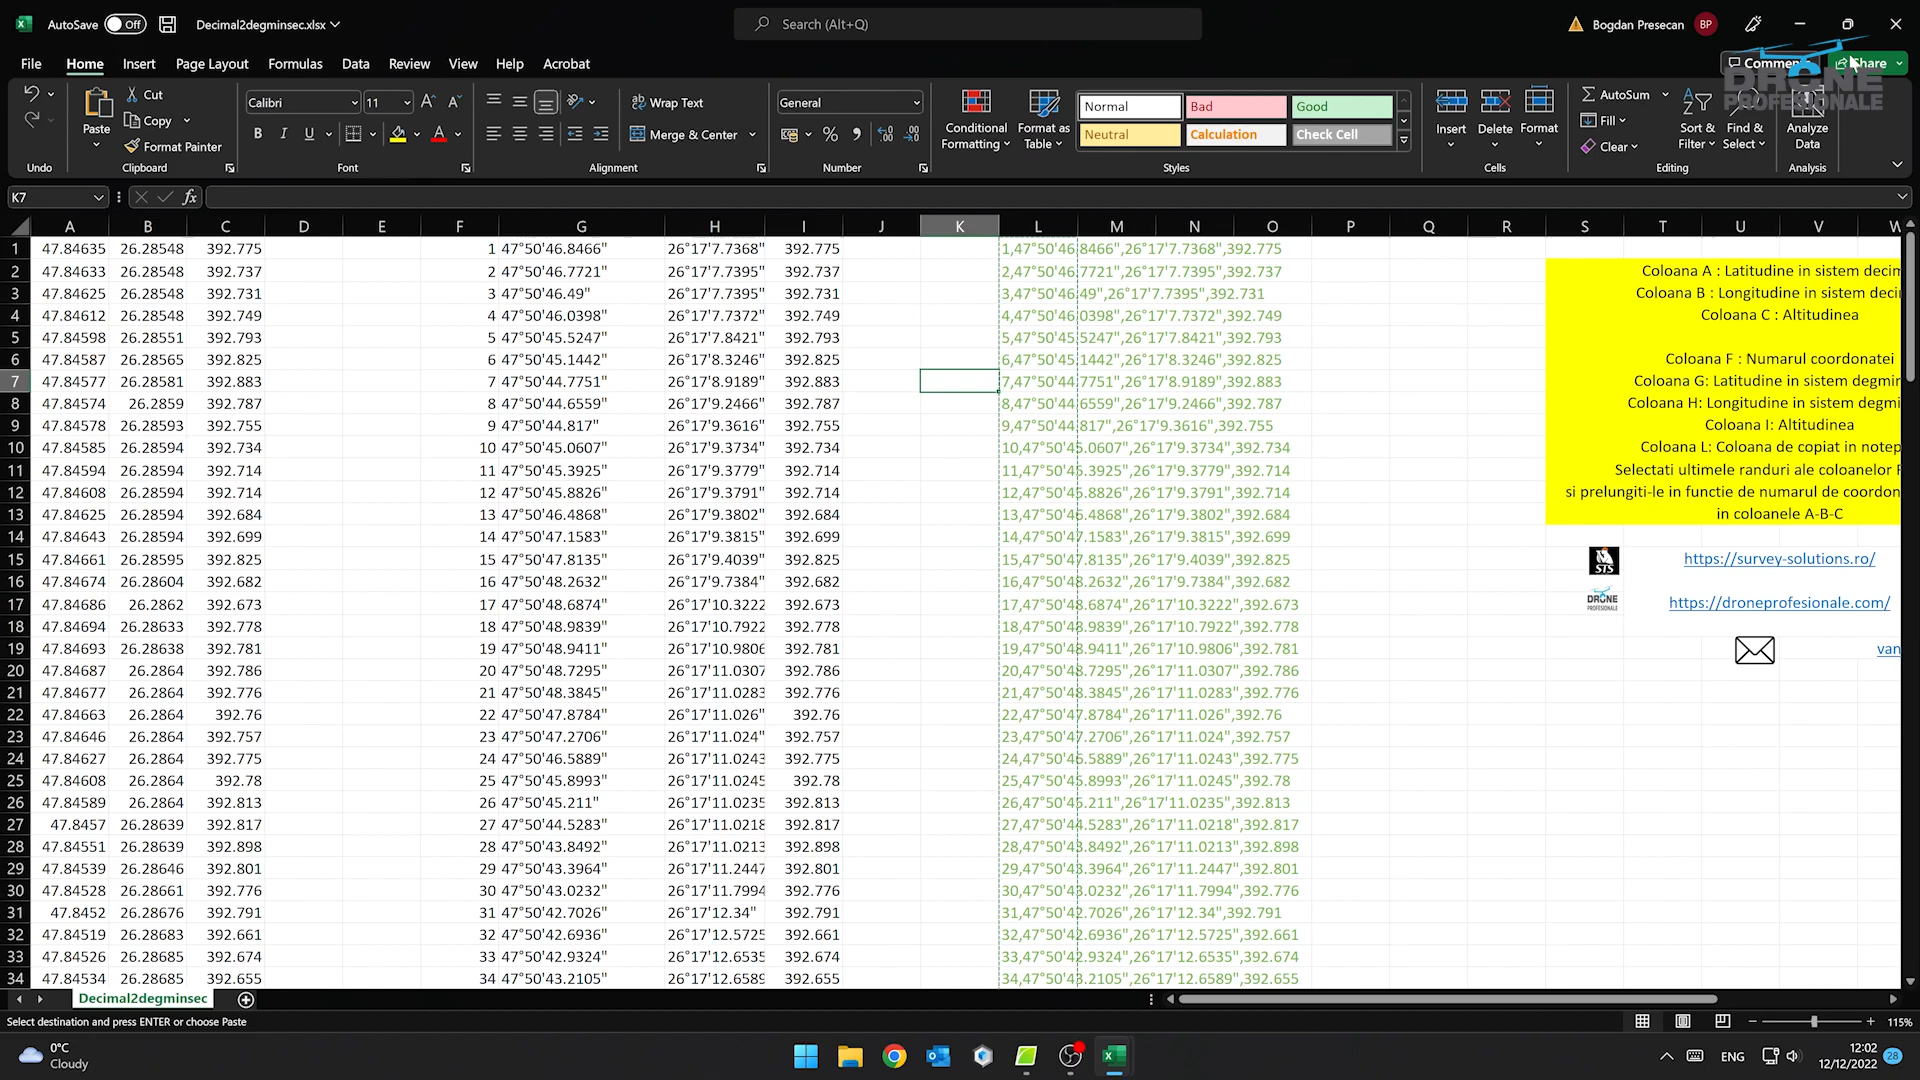 AutoSave Off Decimal2degminsec.xlsx Search (Alt+Q) Bogdan Presecan BP
File Home Insert Page Layout Formulas Data Review View Help Acrobat Comments Share
DRONE
PROFESIONALE
Paste Cut Copy Format Painter
Calibri 11
Wrap Text
Merge & Center
General
Conditional Formatting Format as Table
Normal Bad Good
Neutral Calculation Check Cell
Insert Delete Format
AutoSum Fill Clear
Sort & Filter Find & Select Analyze Data
Undo Clipboard Font Alignment Number Styles Cells Editing Analysis
K7 fx
A B C D E F G H I J K L M N O P Q R S T U V W
1 47.84635 26.28548 392.775 1 47°50'46.8466" 26°17'7.7368" 392.775 1,47°50'46.8466",26°17'7.7368",392.775
2 47.84633 26.28548 392.737 2 47°50'46.7721" 26°17'7.7395" 392.737 2,47°50'46.7721",26°17'7.7395",392.737
3 47.84625 26.28548 392.731 3 47°50'46.49" 26°17'7.7395" 392.731 3,47°50'46.49",26°17'7.7395",392.731
4 47.84612 26.28548 392.749 4 47°50'46.0398" 26°17'7.7372" 392.749 4,47°50'46.0398",26°17'7.7372",392.749
5 47.84598 26.28551 392.793 5 47°50'45.5247" 26°17'7.8421" 392.793 5,47°50'45.5247",26°17'7.8421",392.793
6 47.84587 26.28565 392.825 6 47°50'45.1442" 26°17'8.3246" 392.825 6,47°50'45.1442",26°17'8.3246",392.825
7 47.84577 26.28581 392.883 7 47°50'44.7751" 26°17'8.9189" 392.883 7,47°50'44.7751",26°17'8.9189",392.883
8 47.84574 26.2859 392.787 8 47°50'44.6559" 26°17'9.2466" 392.787 8,47°50'44.6559",26°17'9.2466",392.787
9 47.84578 26.28593 392.755 9 47°50'44.817" 26°17'9.3616" 392.755 9,47°50'44.817",26°17'9.3616",392.755
10 47.84585 26.28594 392.734 10 47°50'45.0607" 26°17'9.3734" 392.734 10,47°50'45.0607",26°17'9.3734",392.734
11 47.84594 26.28594 392.714 11 47°50'45.3925" 26°17'9.3779" 392.714 11,47°50'45.3925",26°17'9.3779",392.714
12 47.84608 26.28594 392.714 12 47°50'45.8826" 26°17'9.3791" 392.714 12,47°50'45.8826",26°17'9.3791",392.714
13 47.84625 26.28594 392.684 13 47°50'46.4868" 26°17'9.3802" 392.684 13,47°50'46.4868",26°17'9.3802",392.684
14 47.84643 26.28594 392.699 14 47°50'47.1583" 26°17'9.3815" 392.699 14,47°50'47.1583",26°17'9.3815",392.699
15 47.84661 26.28595 392.825 15 47°50'47.8135" 26°17'9.4039" 392.825 15,47°50'47.8135",26°17'9.4039",392.825
16 47.84674 26.28604 392.682 16 47°50'48.2632" 26°17'9.7384" 392.682 16,47°50'48.2632",26°17'9.7384",392.682
17 47.84686 26.2862 392.673 17 47°50'48.6874" 26°17'10.3222 392.673 17,47°50'48.6874",26°17'10.3222",392.673
18 47.84694 26.28633 392.778 18 47°50'48.9839" 26°17'10.7922 392.778 18,47°50'48.9839",26°17'10.7922",392.778
19 47.84693 26.28638 392.781 19 47°50'48.9411" 26°17'10.9806 392.781 19,47°50'48.9411",26°17'10.9806",392.781
20 47.84687 26.2864 392.786 20 47°50'48.7295" 26°17'11.0307 392.786 20,47°50'48.7295",26°17'11.0307",392.786
21 47.84677 26.2864 392.776 21 47°50'48.3845" 26°17'11.0283 392.776 21,47°50'48.3845",26°17'11.0283",392.776
22 47.84663 26.2864 392.76 22 47°50'47.8784" 26°17'11.026" 392.76 22,47°50'47.8784",26°17'11.026",392.76
23 47.84646 26.2864 392.757 23 47°50'47.2706" 26°17'11.024" 392.757 23,47°50'47.2706",26°17'11.024",392.757
24 47.84627 26.2864 392.775 24 47°50'46.5889" 26°17'11.0243 392.775 24,47°50'46.5889",26°17'11.0243",392.775
25 47.84608 26.2864 392.78 25 47°50'45.8993" 26°17'11.0245 392.78 25,47°50'45.8993",26°17'11.0245",392.78
26 47.84589 26.2864 392.813 26 47°50'45.211" 26°17'11.0235 392.813 26,47°50'45.211",26°17'11.0235",392.813
27 47.8457 26.28639 392.817 27 47°50'44.5283" 26°17'11.0218 392.817 27,47°50'44.5283",26°17'11.0218",392.817
28 47.84551 26.28639 392.898 28 47°50'43.8492" 26°17'11.0213 392.898 28,47°50'43.8492",26°17'11.0213",392.898
29 47.84539 26.28646 392.801 29 47°50'43.3964" 26°17'11.2447 392.801 29,47°50'43.3964",26°17'11.2447",392.801
30 47.84528 26.28661 392.776 30 47°50'43.0232" 26°17'11.7994 392.776 30,47°50'43.0232",26°17'11.7994",392.776
31 47.8452 26.28676 392.791 31 47°50'42.7026" 26°17'12.34" 392.791 31,47°50'42.7026",26°17'12.34",392.791
32 47.84519 26.28683 392.661 32 47°50'42.6936" 26°17'12.5725 392.661 32,47°50'42.6936",26°17'12.5725",392.661
33 47.84526 26.28685 392.674 33 47°50'42.9324" 26°17'12.6535 392.674 33,47°50'42.9324",26°17'12.6535",392.674
34 47.84534 26.28685 392.655 34 47°50'43.2105" 26°17'12.6589 392.655 34,47°50'43.2105",26°17'12.6589",392.655
Coloana A : Latitudine in sistem decim
Coloana B : Longitudine in sistem deci
Coloana C : Altitudinea
Coloana F : Numarul coordonatei
Coloana G: Latitudine in sistem degmin
Coloana H: Longitudine in sistem degmi
Coloana I: Altitudinea
Coloana L: Coloana de copiat in notep
Selectati ultimele randuri ale coloanelor F
si prelungiti-le in functie de numarul de coordon
in coloanele A-B-C
STS https://survey-solutions.ro/
DRONE PROFESIONALE https://droneprofesionale.com/
van
Decimal2degminsec
Select destination and press ENTER or choose Paste 115%
0°C
Cloudy
ENG 12:02
12/12/2022 28